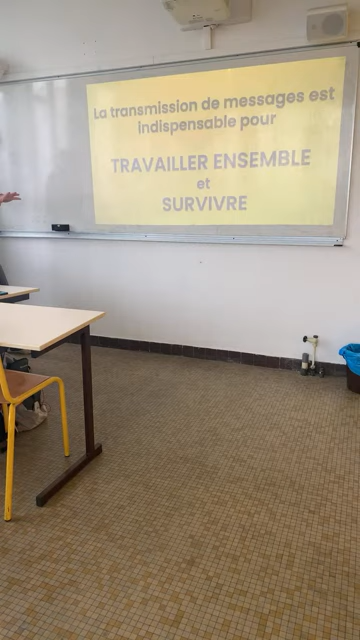 La transmission de messages est
indispensable pour
TRAVAILLER ENSEMBLE
et
SURVIVRE